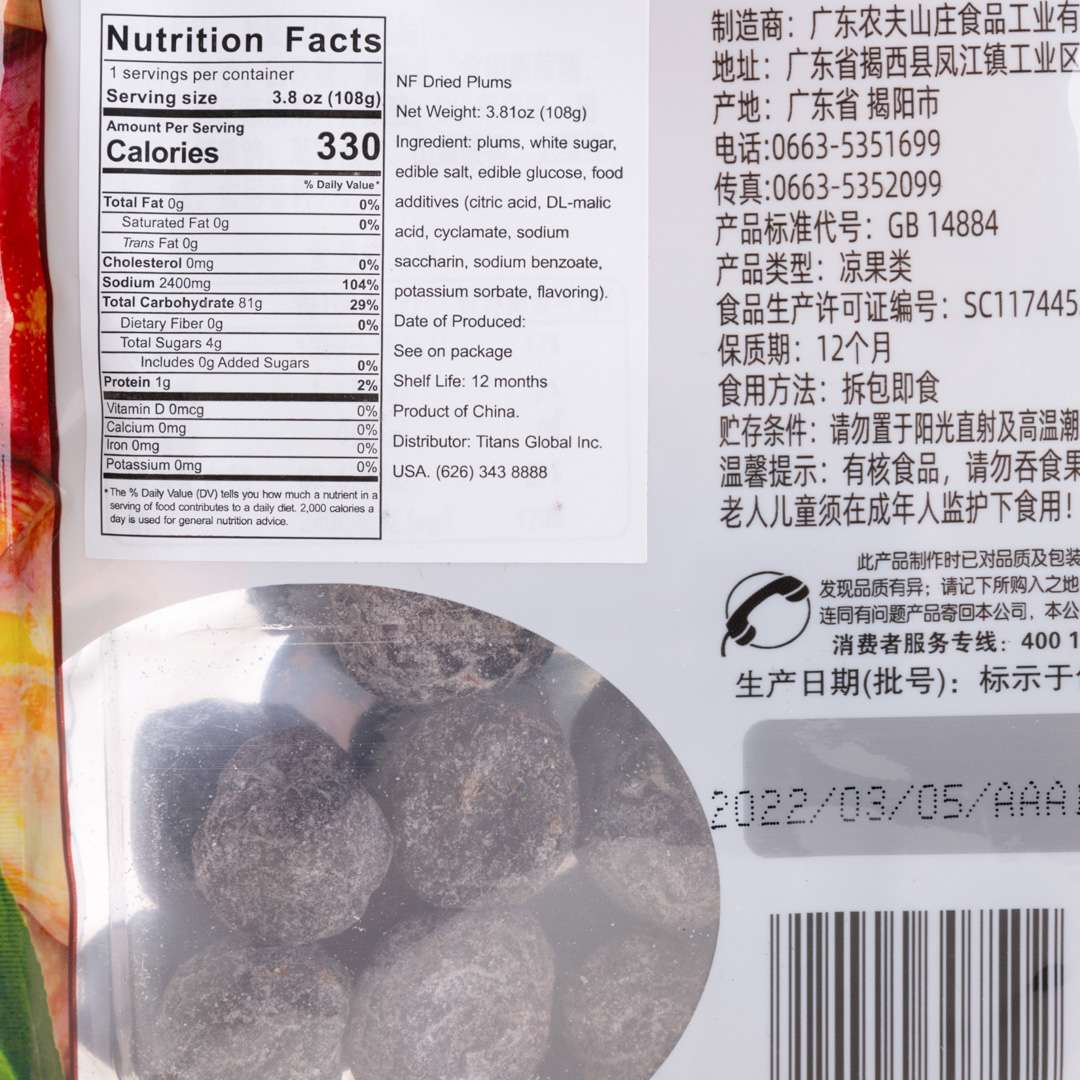 Nutrition Facts
1 servings per container
Serving size 3.8 oz (108g)
Amount Per Serving
Calories 330
% Daily Value*
Total Fat 0g 0%
Saturated Fat 0g 0%
Trans Fat 0g
Cholesterol 0mg 0%
Sodium 2400mg 104%
Total Carbohydrate 81g 29%
Dietary Fiber 0g 0%
Total Sugars 4g
Includes 0g Added Sugars 0%
Protein 1g 2%
Vitamin D 0mcg 0%
Calcium 0mg 0%
Iron 0mg 0%
Potassium 0mg 0%
*The % Daily Value (DV) tells you how much a nutrient in a
serving of food contributes to a daily diet. 2,000 calories a
day is used for general nutrition advice.
NF Dried Plums
Net Weight: 3.81oz (108g)
Ingredient: plums, white sugar,
edible salt, edible glucose, food
additives (citric acid, DL-malic
acid, cyclamate, sodium
saccharin, sodium benzoate,
potassium sorbate, flavoring).
Date of Produced:
See on package
Shelf Life: 12 months
Product of China.
Distributor: Titans Global Inc.
USA. (626) 343 8888
制造商：广东农夫山庄食品工业有
地址：广东省揭西县凤江镇工业区
产地：广东省 揭阳市
电话:0663-5351699
传真:0663-5352099
产品标准代号：GB 14884
产品类型：凉果类
食品生产许可证编号：SC117445
保质期：12个月
食用方法：拆包即食
贮存条件：请勿置于阳光直射及高温潮
温馨提示：有核食品，请勿吞食果
老人儿童须在成年人监护下食用！
此产品制作时已对品质及包装
发现品质有异；请记下所购入之地
连同有问题产品寄回本公司，本公
消费者服务专线：400 1
生产日期(批号)：标示于
2022/03/05/AAA